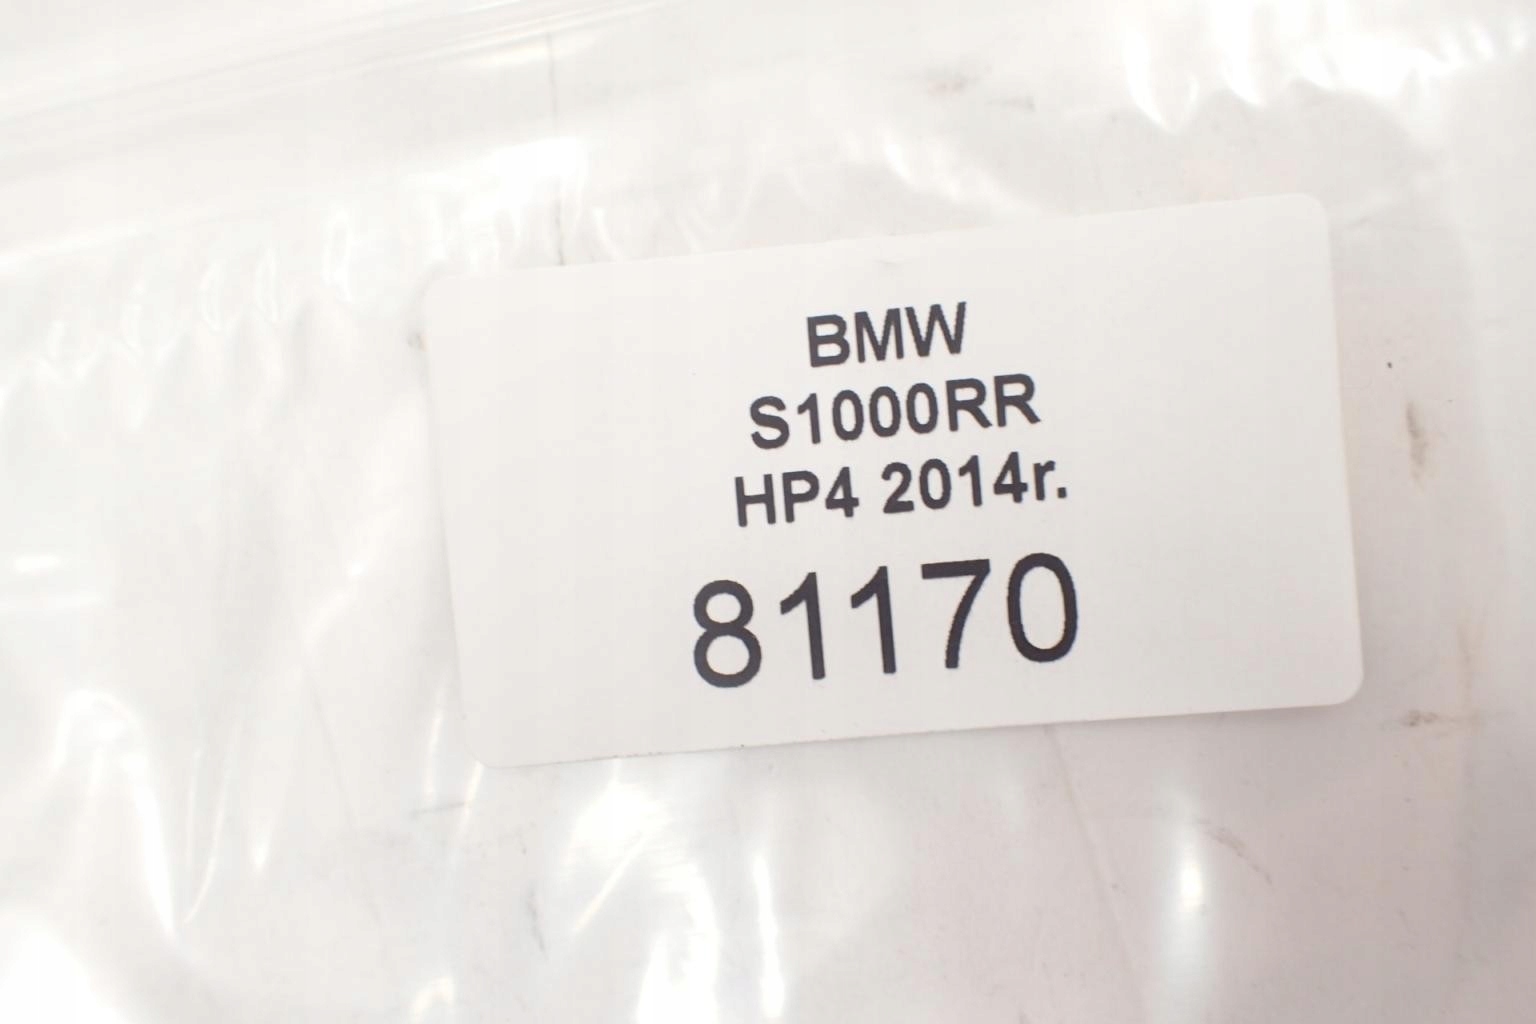 BMW
S1000RR
HP4 2014r.
81170